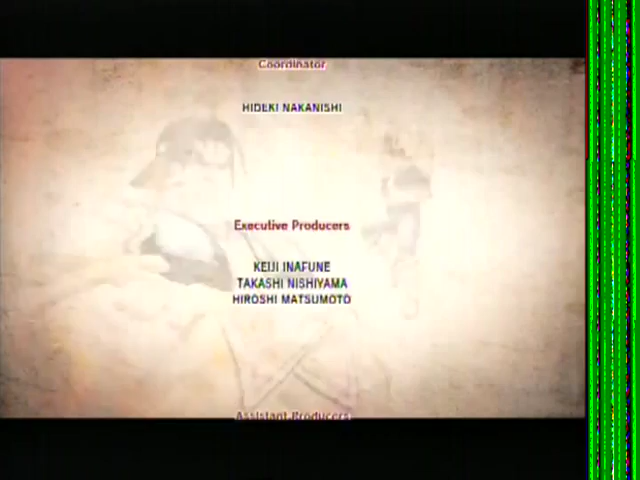 Coordinator
HIDEKI NAKANISHI
Executive Producers
KEIJI INAFUNE
TAKASHI NISHIYAMA
HIROSHI MATSUMOTO
Assistant Producers